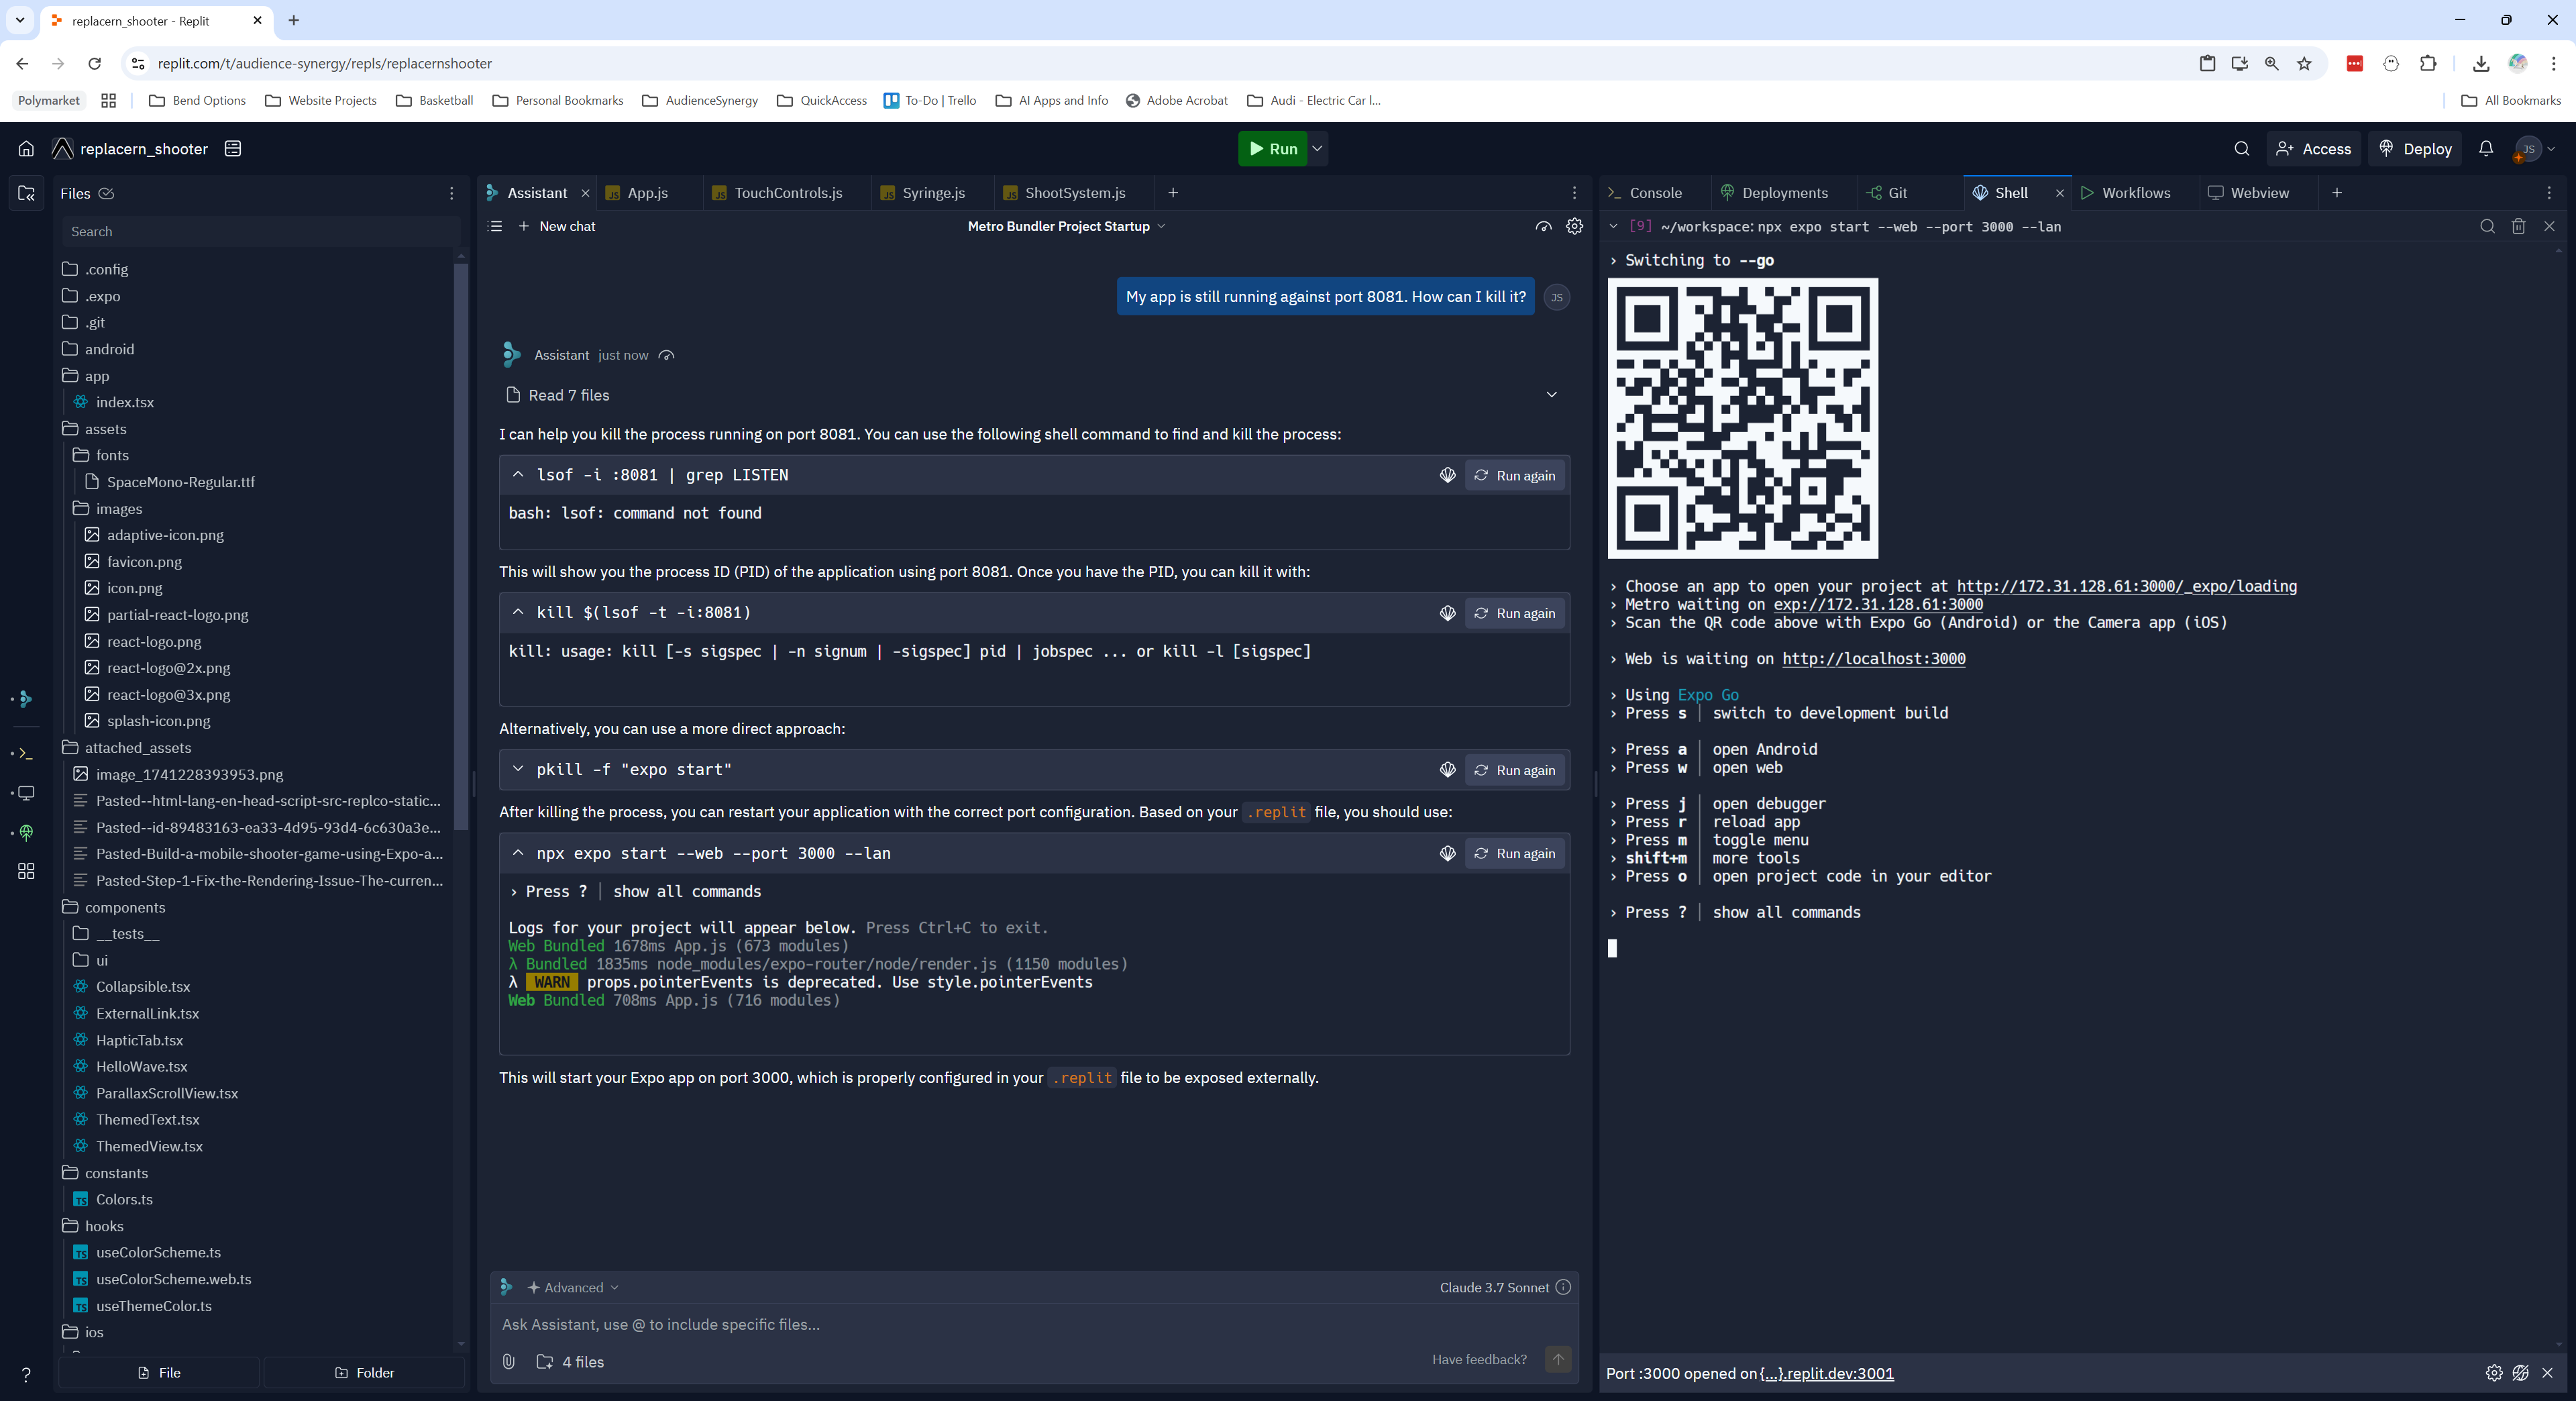 replacern_shooter - Replit
replit.com/t/audience-synergy/repls/replacernshooter
Polymarket
Bend Options
Website Projects
Basketball
Personal Bookmarks
AudienceSynergy
QuickAccess
To-Do | Trello
AI Apps and Info
Adobe Acrobat
Audi - Electric Car l...
All Bookmarks
replacern_shooter
Run
Access
Deploy
JS
Files
Search
.config
.expo
.git
android
app
index.tsx
assets
fonts
SpaceMono-Regular.ttf
images
adaptive-icon.png
favicon.png
icon.png
partial-react-logo.png
react-logo.png
react-logo@2x.png
react-logo@3x.png
splash-icon.png
attached_assets
image_1741228393953.png
Pasted--html-lang-en-head-script-src-replco-static...
Pasted--id-89483163-ea33-4d95-93d4-6c630a3e...
Pasted-Build-a-mobile-shooter-game-using-Expo-a...
Pasted-Step-1-Fix-the-Rendering-Issue-The-curren...
components
__tests__
ui
Collapsible.tsx
ExternalLink.tsx
HapticTab.tsx
HelloWave.tsx
ParallaxScrollView.tsx
ThemedText.tsx
ThemedView.tsx
constants
Colors.ts
hooks
useColorScheme.ts
useColorScheme.web.ts
useThemeColor.ts
ios
File
Folder
Assistant
App.js
TouchControls.js
Syringe.js
ShootSystem.js
New chat
Metro Bundler Project Startup
My app is still running against port 8081. How can I kill it?
JS
Assistant just now
Read 7 files
I can help you kill the process running on port 8081. You can use the following shell command to find and kill the process:
lsof -i :8081 | grep LISTEN
Run again
bash: lsof: command not found
This will show you the process ID (PID) of the application using port 8081. Once you have the PID, you can kill it with:
kill $(lsof -t -i:8081)
Run again
kill: usage: kill [-s sigspec | -n signum | -sigspec] pid | jobspec ... or kill -l [sigspec]
Alternatively, you can use a more direct approach:
pkill -f "expo start"
Run again
After killing the process, you can restart your application with the correct port configuration. Based on your .replit file, you should use:
npx expo start --web --port 3000 --lan
Run again
› Press ? │ show all commands
Logs for your project will appear below. Press Ctrl+C to exit.
Web Bundled 1678ms App.js (673 modules)
λ Bundled 1835ms node_modules/expo-router/node/render.js (1150 modules)
λ WARN props.pointerEvents is deprecated. Use style.pointerEvents
Web Bundled 708ms App.js (716 modules)
This will start your Expo app on port 3000, which is properly configured in your .replit file to be exposed externally.
Advanced
Claude 3.7 Sonnet
Ask Assistant, use @ to include specific files...
4 files
Have feedback?
Console
Deployments
Git
Shell
Workflows
Webview
[9] ~/workspace: npx expo start --web --port 3000 --lan
› Switching to --go
› Choose an app to open your project at http://172.31.128.61:3000/_expo/loading
› Metro waiting on exp://172.31.128.61:3000
› Scan the QR code above with Expo Go (Android) or the Camera app (iOS)
› Web is waiting on http://localhost:3000
› Using Expo Go
› Press s │ switch to development build
› Press a │ open Android
› Press w │ open web
› Press j │ open debugger
› Press r │ reload app
› Press m │ toggle menu
› shift+m │ more tools
› Press o │ open project code in your editor
› Press ? │ show all commands
Port :3000 opened on {...}.replit.dev:3001